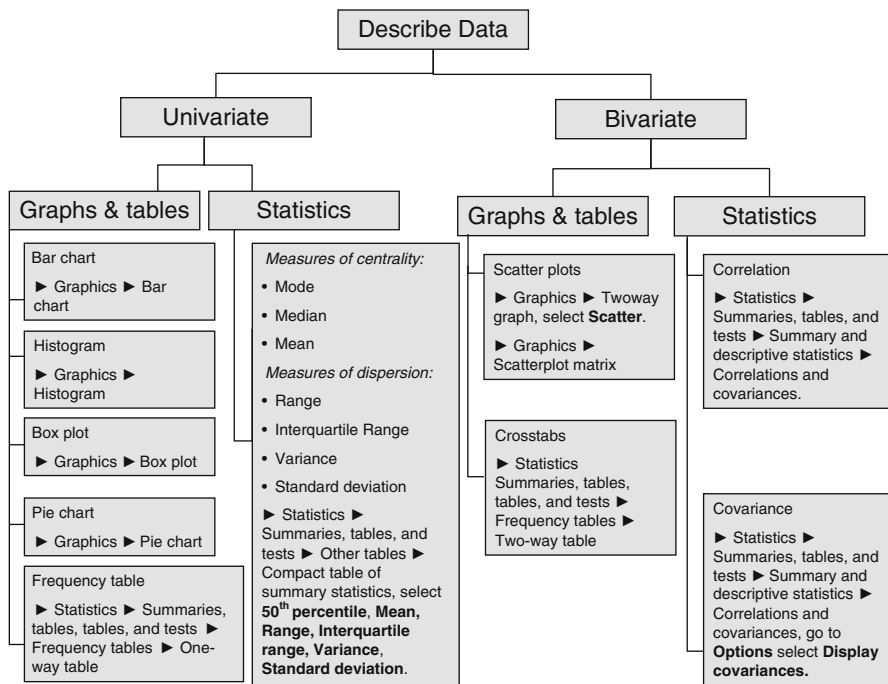 Describe Data
Univariate
Bivariate
Graphs & tables
Statistics
Graphs & tables
Statistics
Bar chart
► Graphics ► Bar
chart
Histogram
► Graphics ►
Histogram
Box plot
► Graphics ► Box plot
Pie chart
► Graphics ► Pie chart
Frequency table
► Statistics ► Summaries,
tables, tables, and tests ►
Frequency tables ► One-
way table
Measures of centrality:
• Mode
• Median
• Mean
Measures of dispersion:
• Range
• Interquartile Range
• Variance
• Standard deviation
► Statistics ►
Summaries, tables, and
tests ► Other tables ►
Compact table of
summary statistics, select
50th percentile, Mean,
Range, Interquartile
range, Variance,
Standard deviation.
Scatter plots
► Graphics ► Twoway
graph, select Scatter.
► Graphics ►
Scatterplot matrix
Crosstabs
► Statistics
Summaries, tables,
tables, and tests ►
Frequency tables ►
Two-way table
Correlation
► Statistics ►
Summaries, tables, and
tests ► Summary and
descriptive statistics ►
Correlations and
covariances.
Covariance
► Statistics ►
Summaries, tables, and
tests ► Summary and
descriptive statistics ►
Correlations and
covariances, go to
Options select Display
covariances.